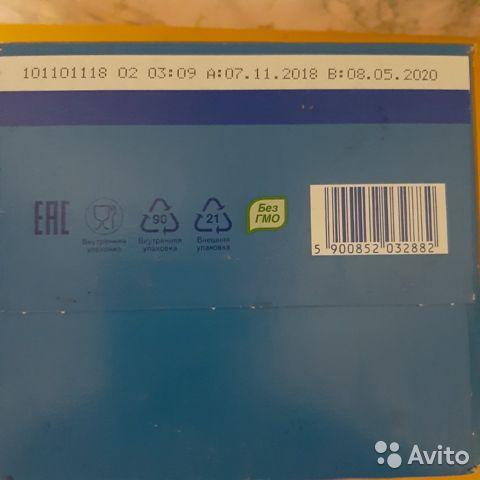 101101118 02 03:09 A:07.11.2018 B:08.05.2020
EAC
90
21
Без
ГМО
Внутренняя
упаковка
Внутренняя
упаковка
Внешняя
упаковка
5 900852 032882
Avito